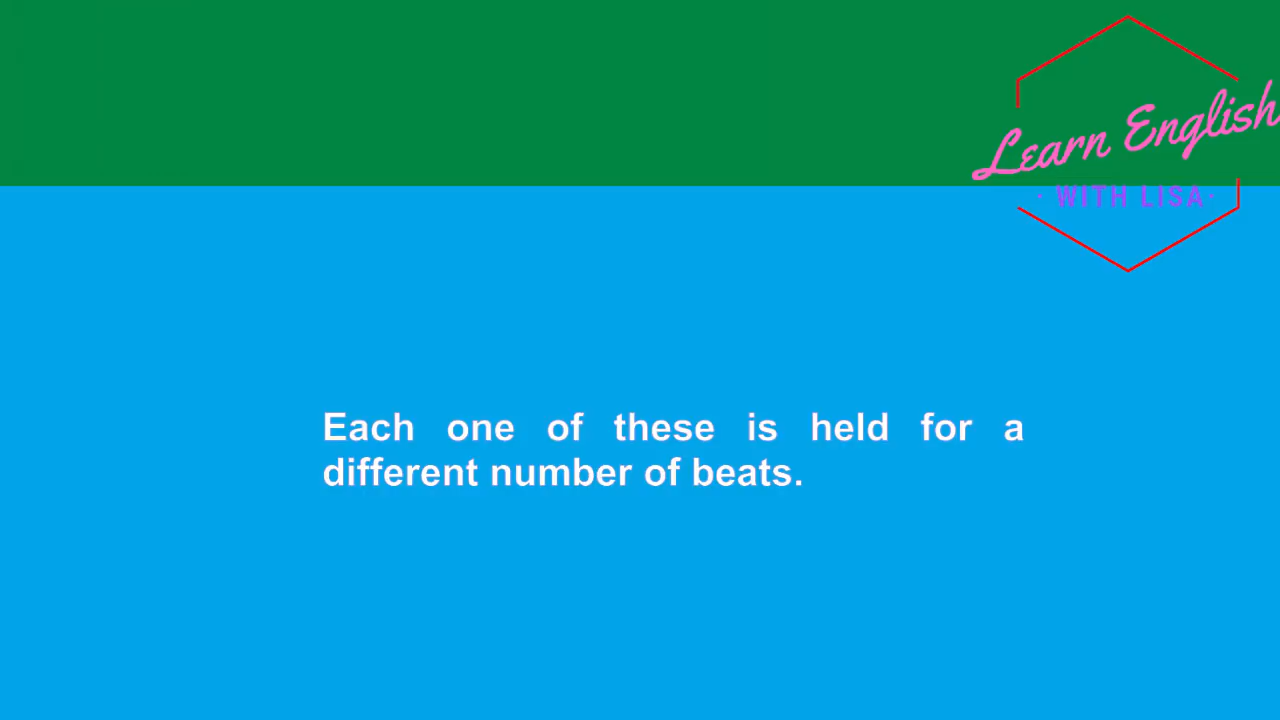 Learn English
· WITH LISA·
Each one of these is held for a
different number of beats.